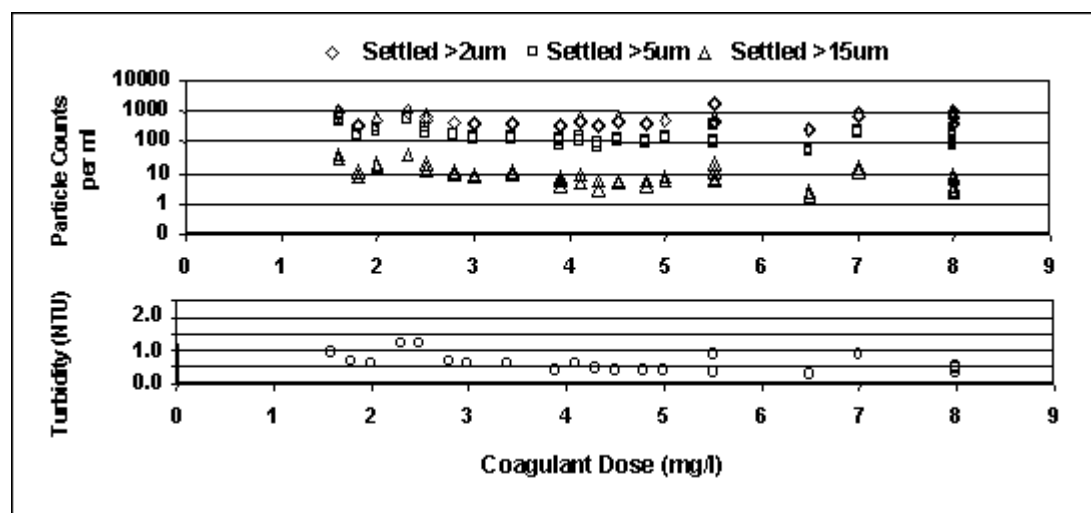 Settled >2um Settled >5um Settled >15um
Particle Counts
per ml
10000
1000
100
10
1
0
0 1 2 3 4 5 6 7 8 9
Turbidity (NTU)
2.0
1.0
0.0
0 1 2 3 4 5 6 7 8 9
Coagulant Dose (mg/l)